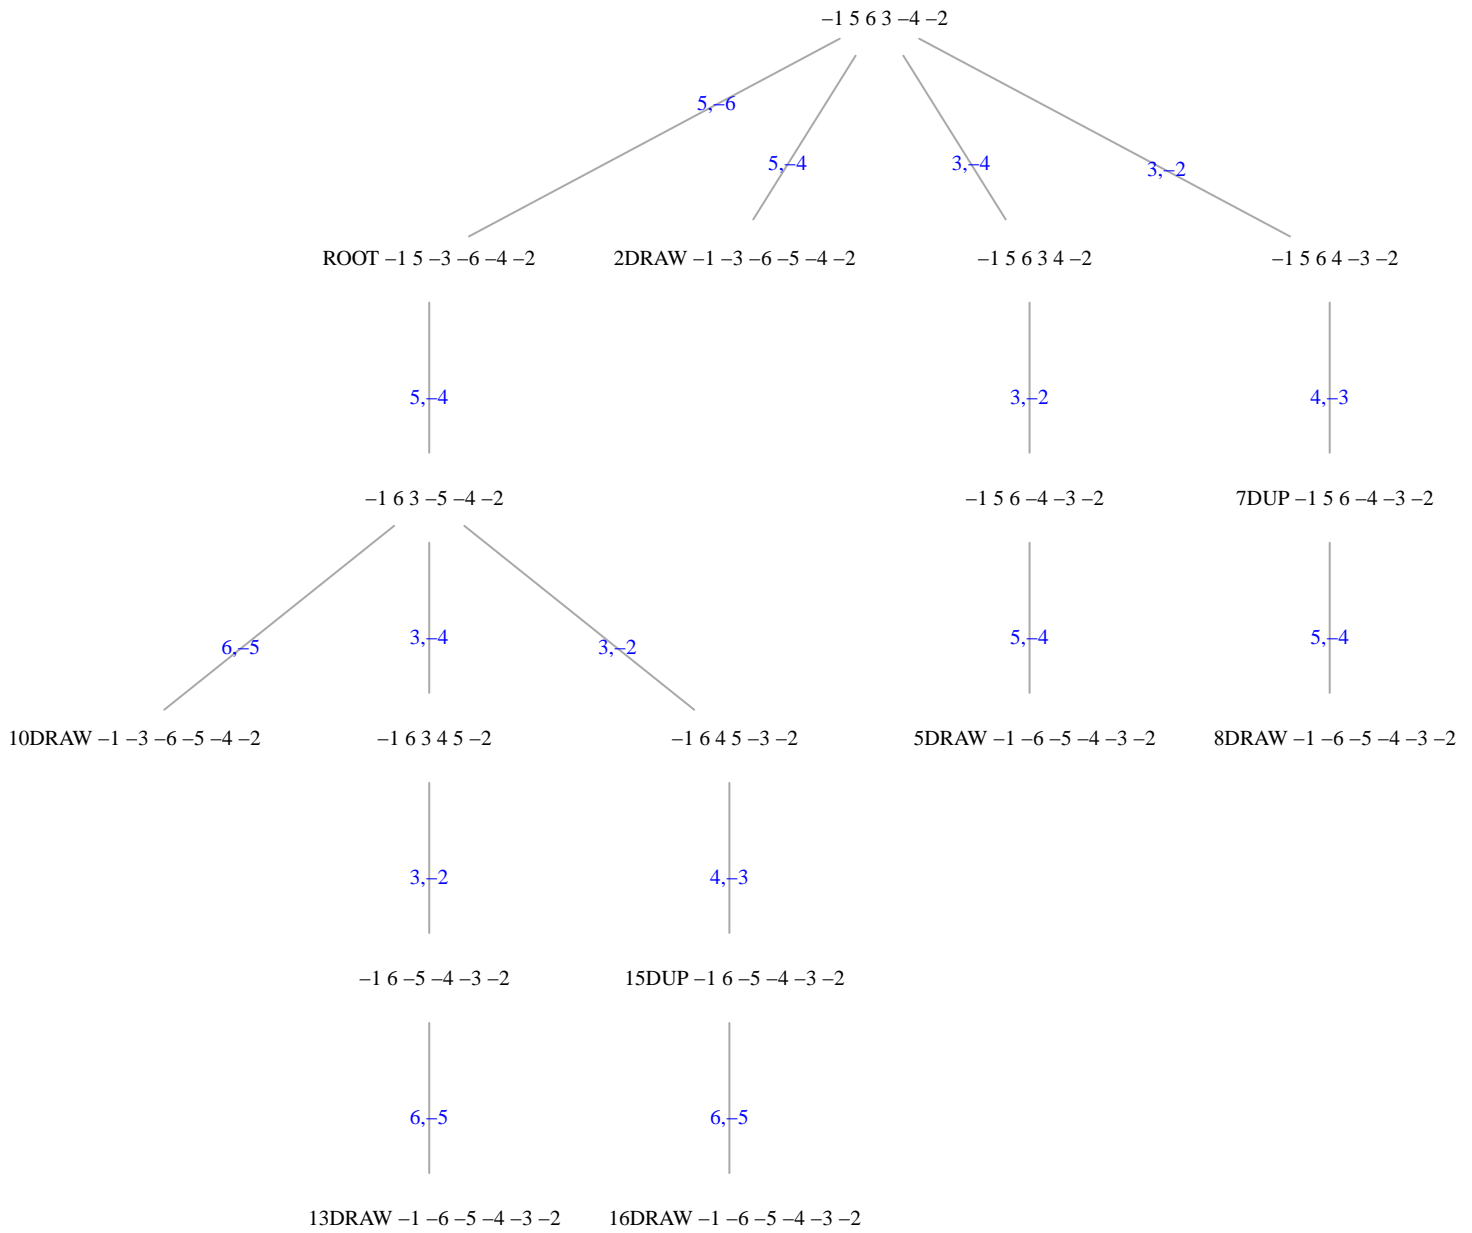 –1 5 6 3 –4 –2
5,–6
5,–4
3,–4
3,–2
ROOT –1 5 –3 –6 –4 –2
2DRAW –1 –3 –6 –5 –4 –2
–1 5 6 3 4 –2
–1 5 6 4 –3 –2
5,–4
3,–2
4,–3
–1 6 3 –5 –4 –2
–1 5 6 –4 –3 –2
7DUP –1 5 6 –4 –3 –2
6,–5
3,–4
3,–2
5,–4
5,–4
10DRAW –1 –3 –6 –5 –4 –2
–1 6 3 4 5 –2
–1 6 4 5 –3 –2
5DRAW –1 –6 –5 –4 –3 –2
8DRAW –1 –6 –5 –4 –3 –2
3,–2
4,–3
–1 6 –5 –4 –3 –2
15DUP –1 6 –5 –4 –3 –2
6,–5
6,–5
13DRAW –1 –6 –5 –4 –3 –2
16DRAW –1 –6 –5 –4 –3 –2